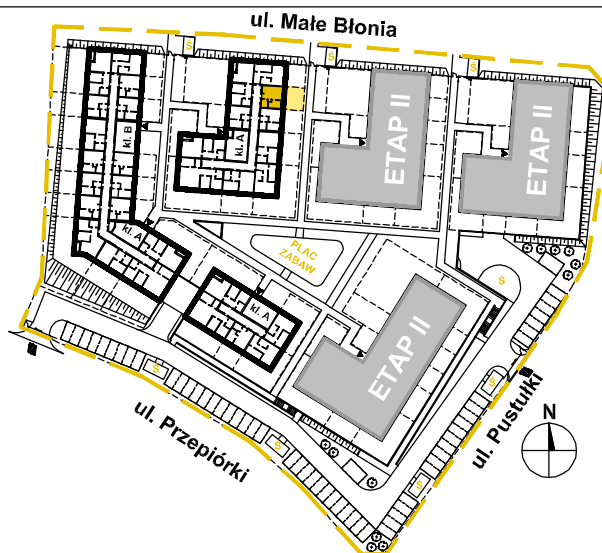 ul. Małe Błonia
Ś
Ś
Ś
kl. B
kl. A
ETAP II
ETAP II
kl. A
PLAC
ZABAW
Ś
kl. A
ETAP II
Ś
Ś
Ś
Ś
ul. Przepiórki
ul. Pustułki
N